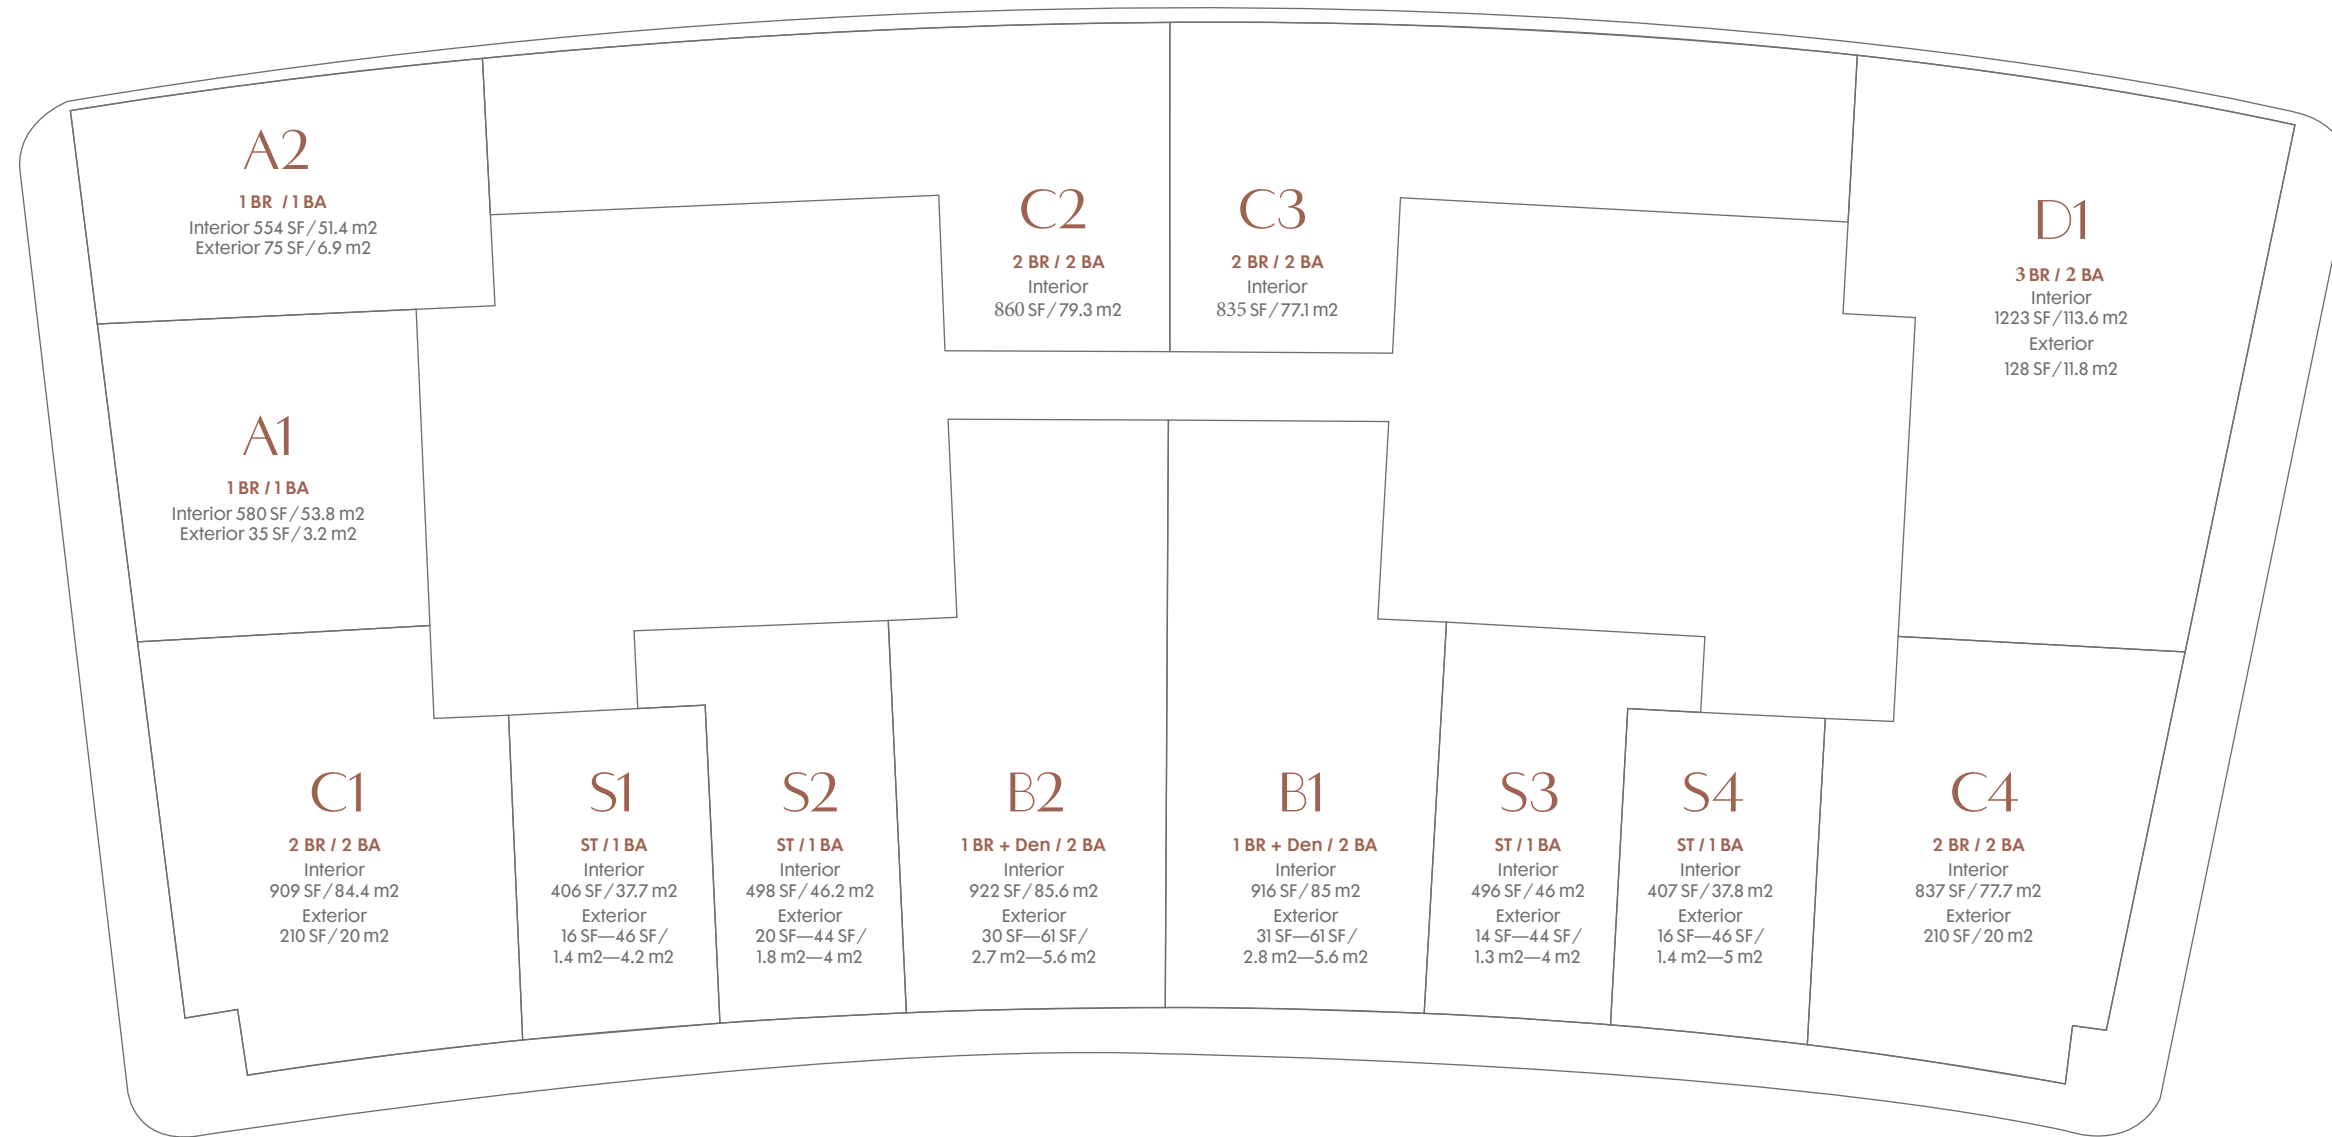 A2
1 BR / 1 BA
Interior 554 SF/51.4 m2
Exterior 75 SF/6.9 m2
C2
2 BR / 2 BA
Interior
860 SF/79.3 m2
C3
2 BR / 2 BA
Interior
835 SF/77.1 m2
D1
3 BR / 2 BA
Interior
1223 SF/113.6 m2
Exterior
128 SF/11.8 m2
A1
1 BR / 1 BA
Interior 580 SF/53.8 m2
Exterior 35 SF/3.2 m2
C1
2 BR / 2 BA
Interior
909 SF/84.4 m2
Exterior
210 SF/20 m2
S1
ST / 1 BA
Interior
406 SF/37.7 m2
Exterior
16 SF—46 SF/
1.4 m2—4.2 m2
S2
ST / 1 BA
Interior
498 SF/46.2 m2
Exterior
20 SF—44 SF/
1.8 m2—4 m2
B2
1 BR + Den / 2 BA
Interior
922 SF/85.6 m2
Exterior
30 SF—61 SF/
2.7 m2—5.6 m2
B1
1 BR + Den / 2 BA
Interior
916 SF/85 m2
Exterior
31 SF—61 SF/
2.8 m2—5.6 m2
S3
ST / 1 BA
Interior
496 SF/46 m2
Exterior
14 SF—44 SF/
1.3 m2—4 m2
S4
ST / 1 BA
Interior
407 SF/37.8 m2
Exterior
16 SF—46 SF/
1.4 m2—5 m2
C4
2 BR / 2 BA
Interior
837 SF/77.7 m2
Exterior
210 SF/20 m2